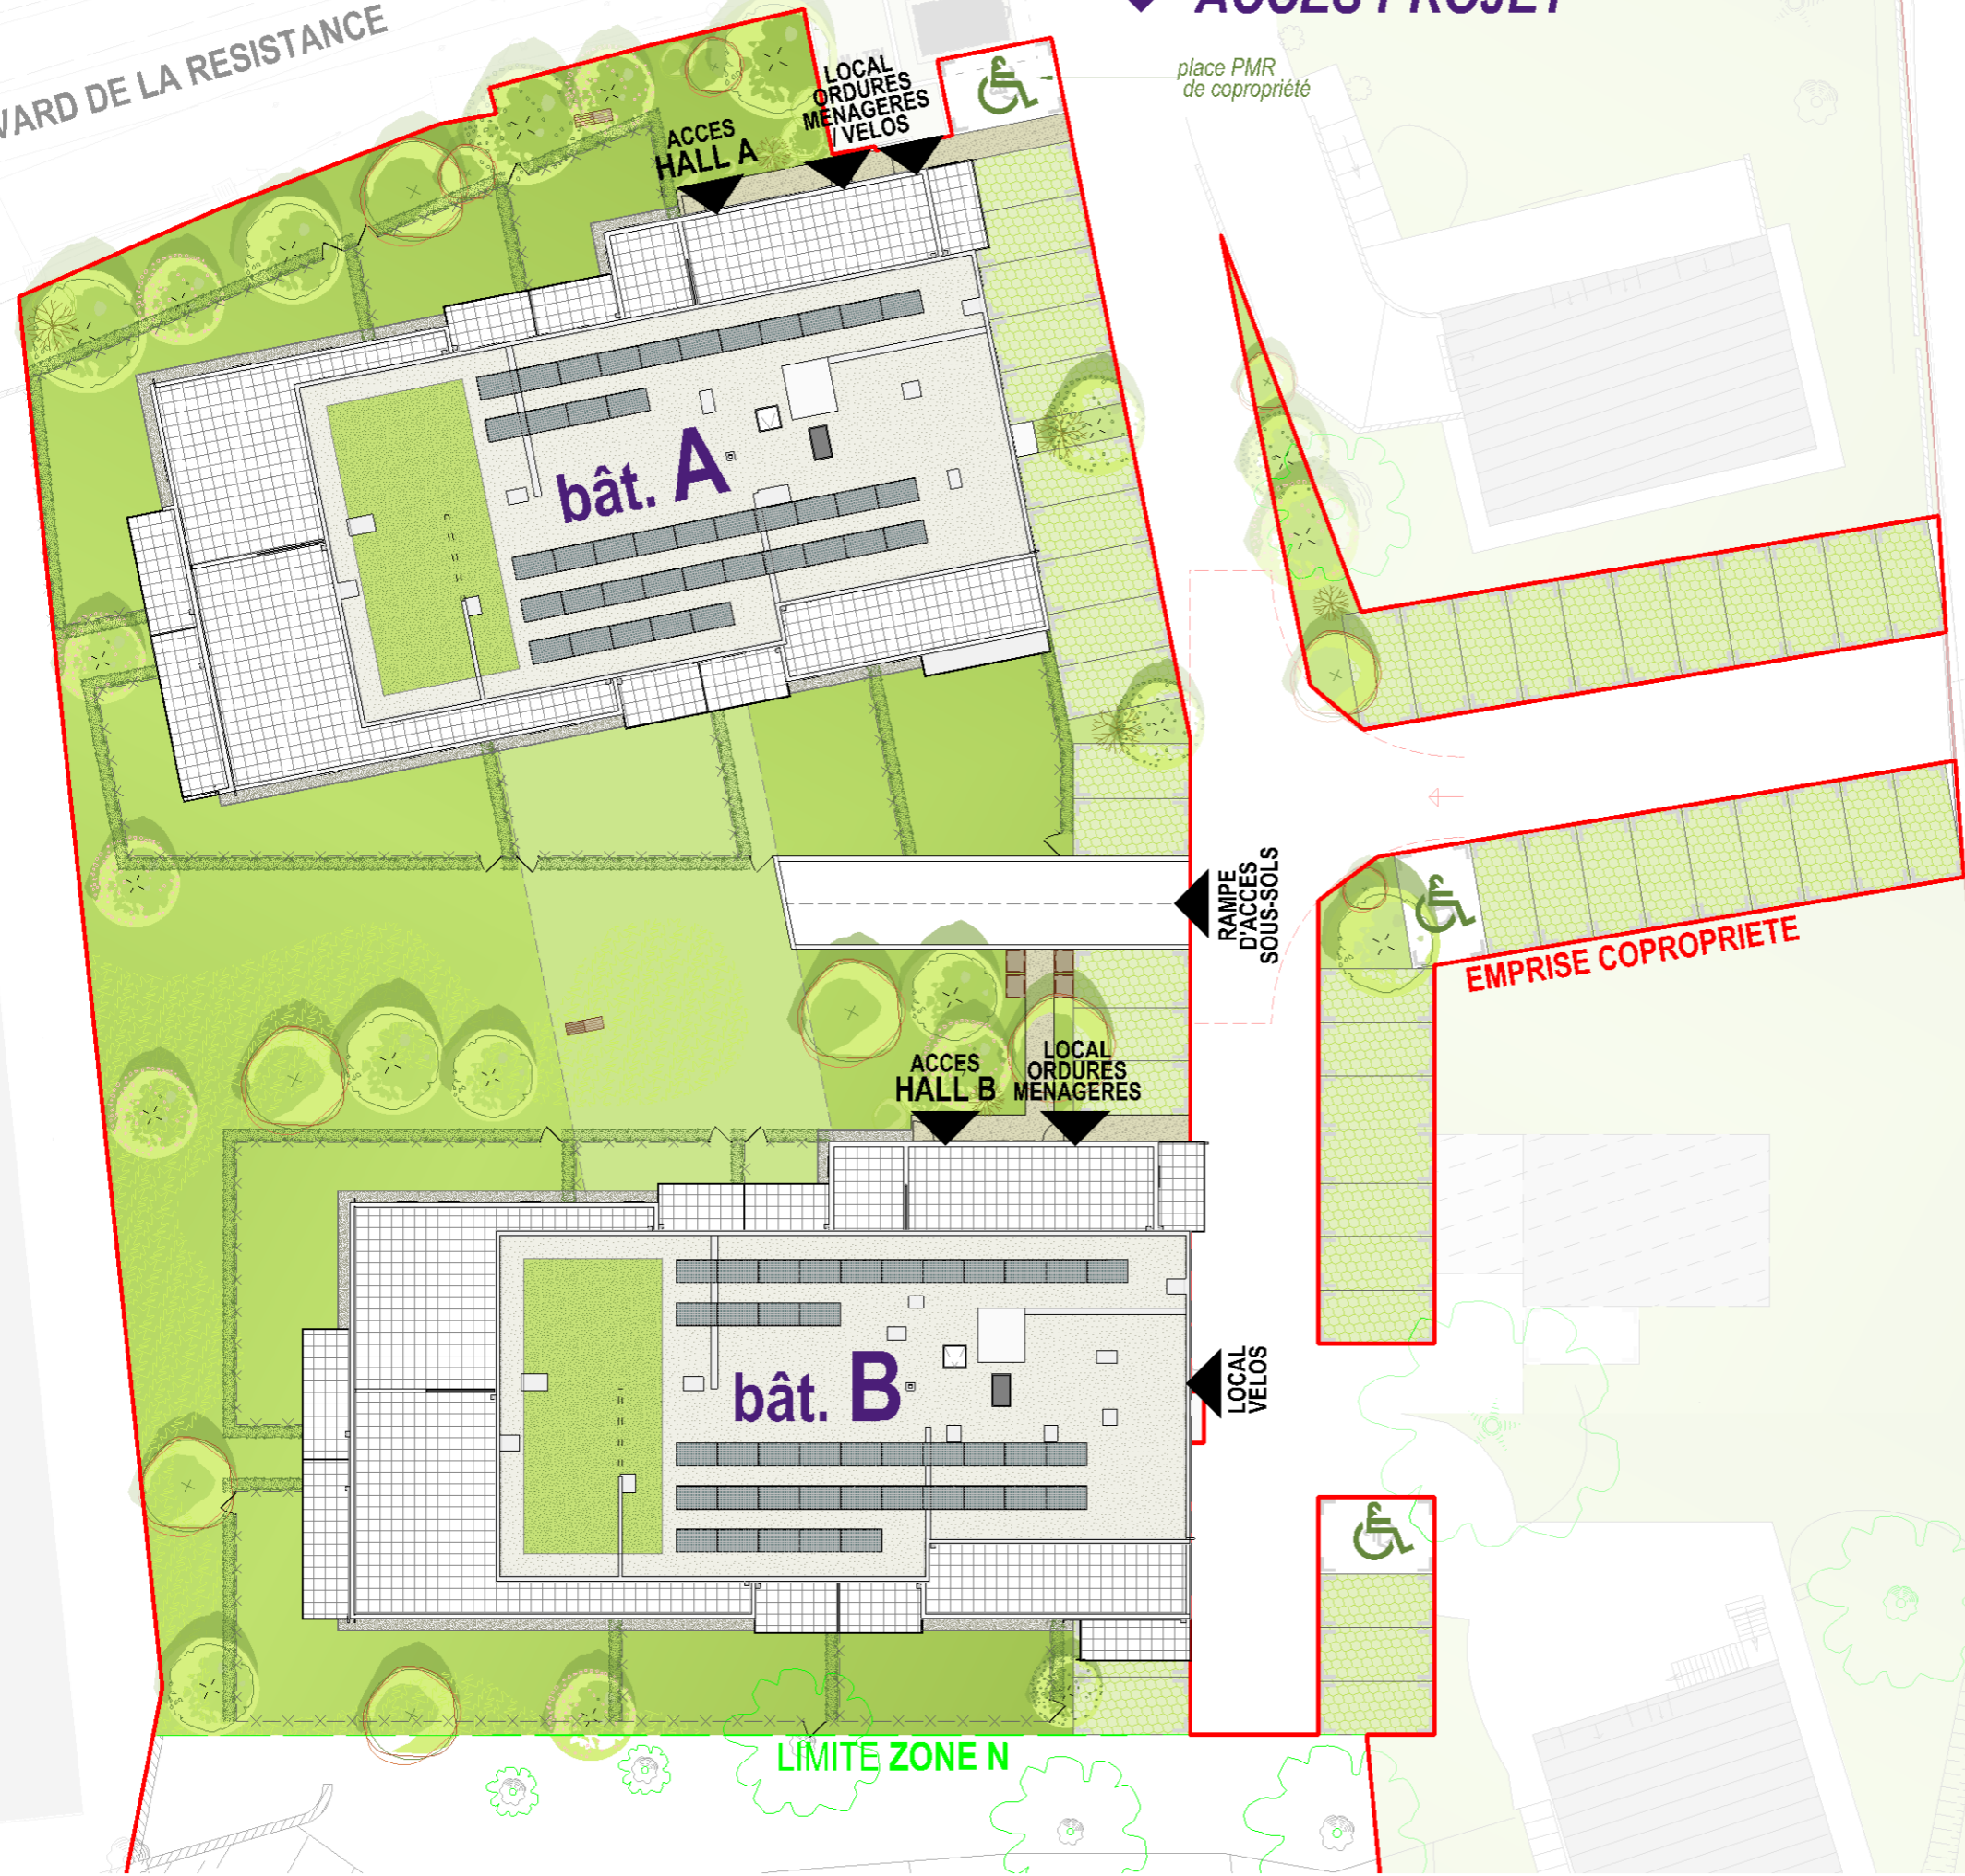 ACCES PROJET
VARD DE LA RESISTANCE
place PMR
de copropriété
LOCAL
ORDURES
MENAGERES
/ VELOS
ACCES
HALL A
bât. A
RAMPE
D'ACCES
SOUS-SOLS
EMPRISE COPROPRIETE
ACCES
HALL B
LOCAL
ORDURES
MENAGERES
bât. B
LOCAL
VELOS
LIMITE ZONE N